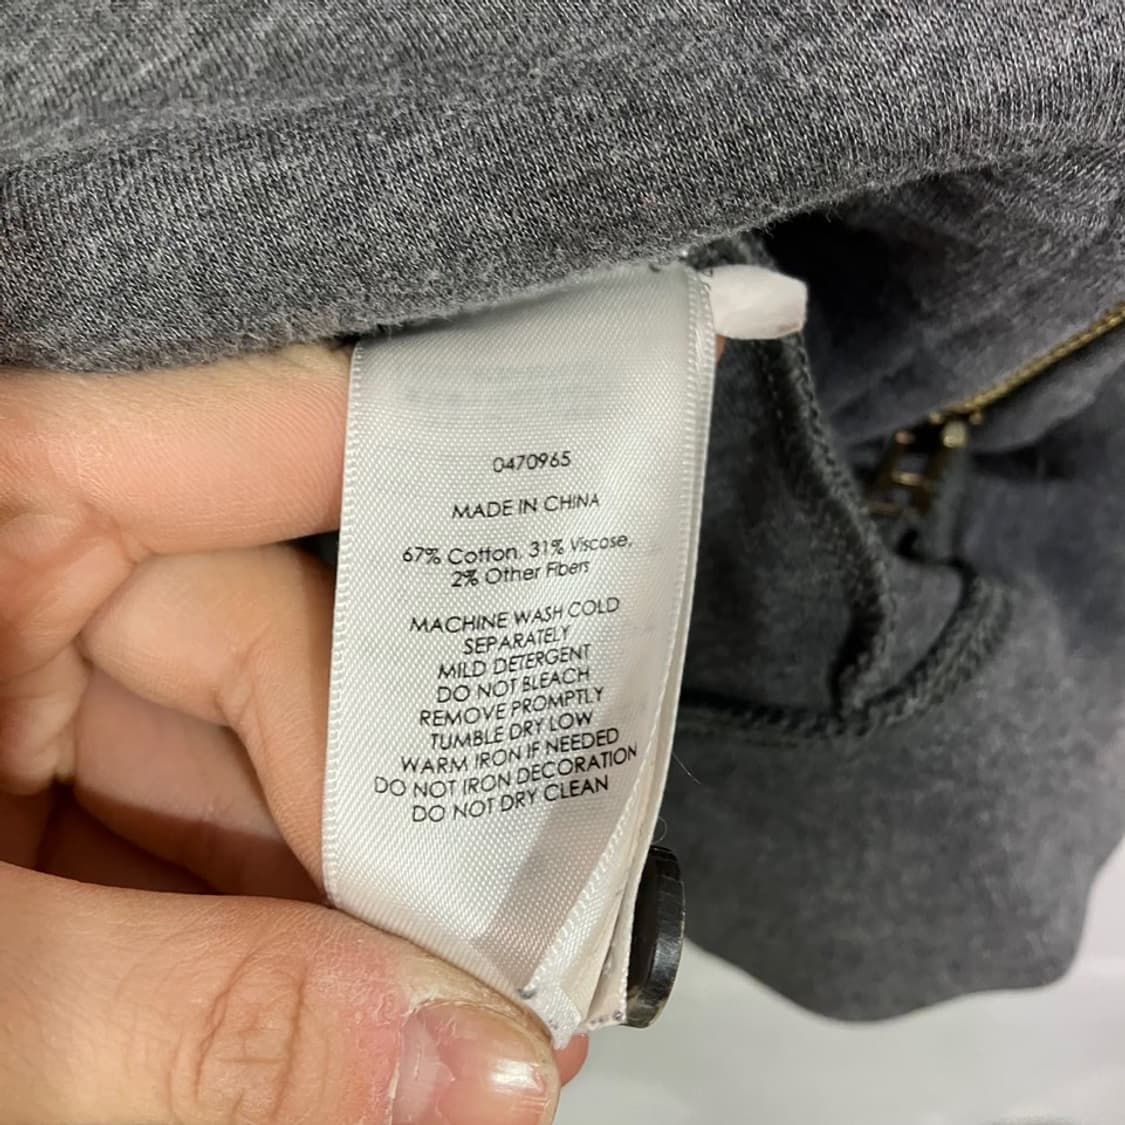 0470965
MADE IN CHINA
67% Cotton, 31% Viscose,
2% Other Fibers
MACHINE WASH COLD
SEPARATELY
MILD DETERGENT
DO NOT BLEACH
REMOVE PROMPTLY
TUMBLE DRY LOW
WARM IRON IF NEEDED
DO NOT IRON DECORATION
DO NOT DRY CLEAN